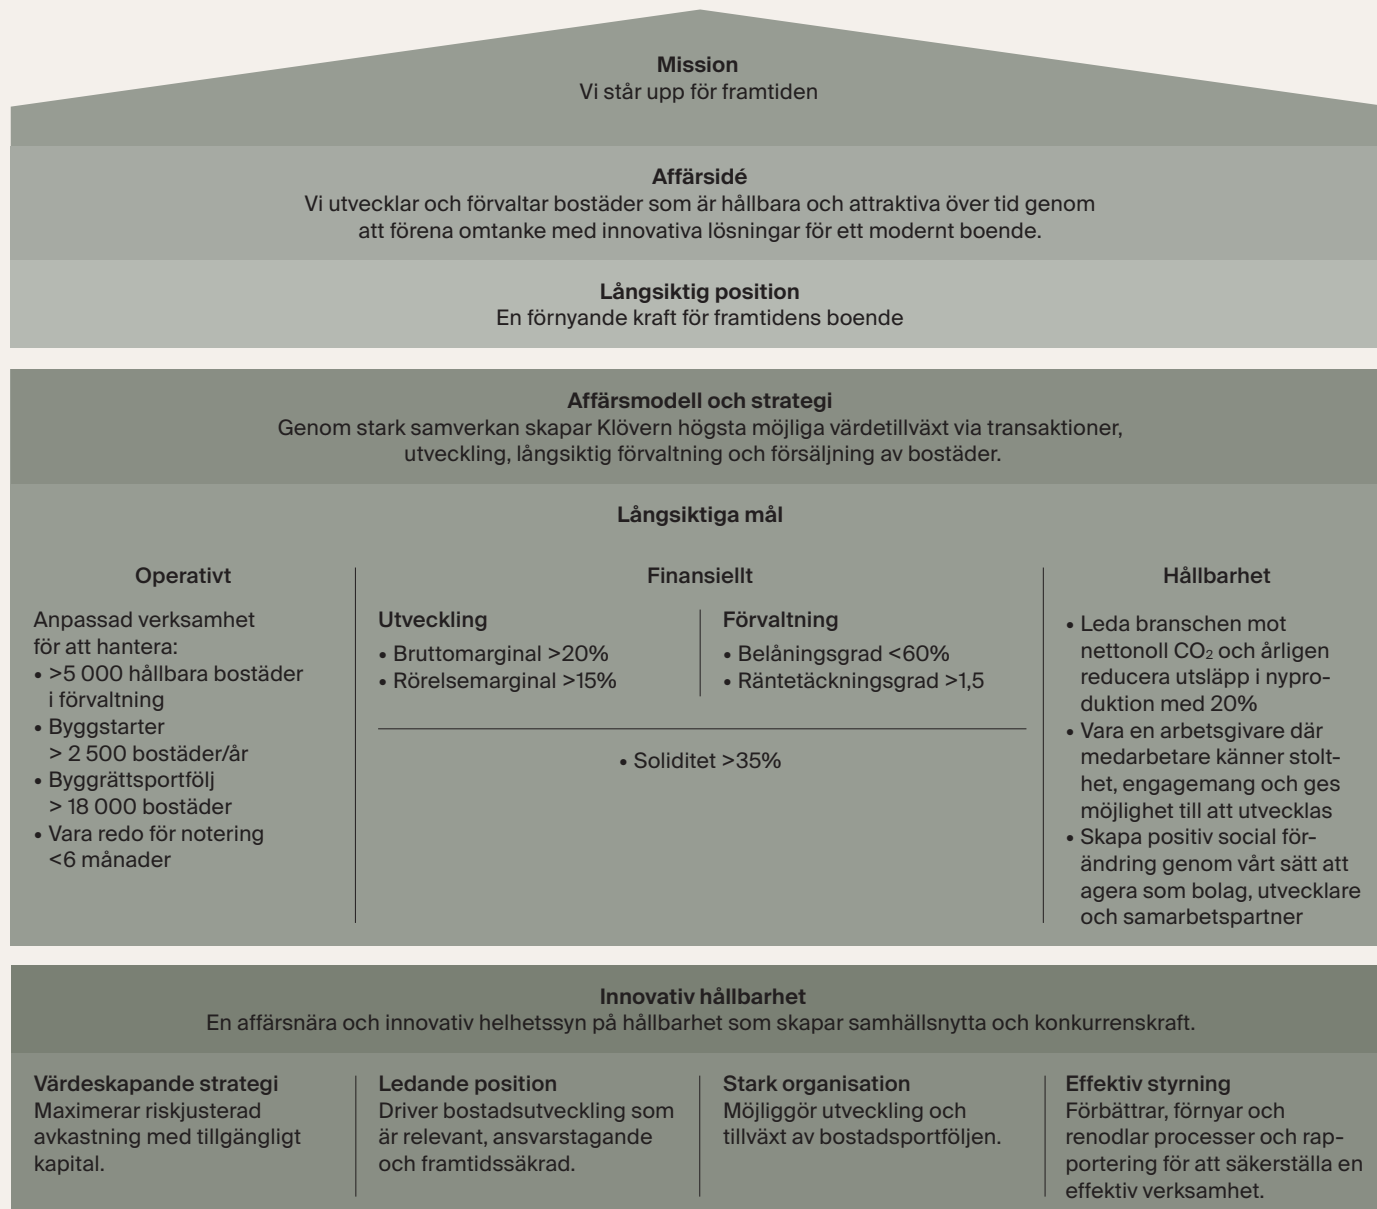 Mission
Vi står upp för framtiden
Affärsidé
Vi utvecklar och förvaltar bostäder som är hållbara och attraktiva över tid genom
att förena omtanke med innovativa lösningar för ett modernt boende.
Långsiktig position
En förnyande kraft för framtidens boende
Affärsmodell och strategi
Genom stark samverkan skapar Klövern högsta möjliga värdetillväxt via transaktioner,
utveckling, långsiktig förvaltning och försäljning av bostäder.
Långsiktiga mål
Operativt
Anpassad verksamhet
för att hantera:
• >5 000 hållbara bostäder
i förvaltning
• Byggstarter
> 2 500 bostäder/år
• Byggrättsportfölj
> 18 000 bostäder
• Vara redo för notering
<6 månader
Finansiellt
Utveckling
• Bruttomarginal >20%
• Rörelsemarginal >15%
Förvaltning
• Belåningsgrad <60%
• Räntetäckningsgrad >1,5
• Soliditet >35%
Hållbarhet
• Leda branschen mot
nettonoll CO₂ och årligen
reducera utsläpp i nypro-
duktion med 20%
• Vara en arbetsgivare där
medarbetare känner stolt-
het, engagemang och ges
möjlighet till att utvecklas
• Skapa positiv social för-
ändring genom vårt sätt att
agera som bolag, utvecklare
och samarbetspartner
Innovativ hållbarhet
En affärsnära och innovativ helhetssyn på hållbarhet som skapar samhällsnytta och konkurrenskraft.
Värdeskapande strategi
Maximerar riskjusterad
avkastning med tillgängligt
kapital.
Ledande position
Driver bostadsutveckling som
är relevant, ansvarstagande
och framtidssäkrad.
Stark organisation
Möjliggör utveckling och
tillväxt av bostadsportföljen.
Effektiv styrning
Förbättrar, förnyar och
renodlar processer och rap-
portering för att säkerställa en
effektiv verksamhet.